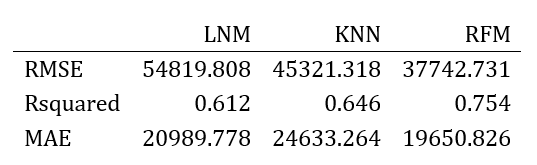 LNM KNN RFM
RMSE 54819.808 45321.318 37742.731
Rsquared 0.612 0.646 0.754
MAE 20989.778 24633.264 19650.826